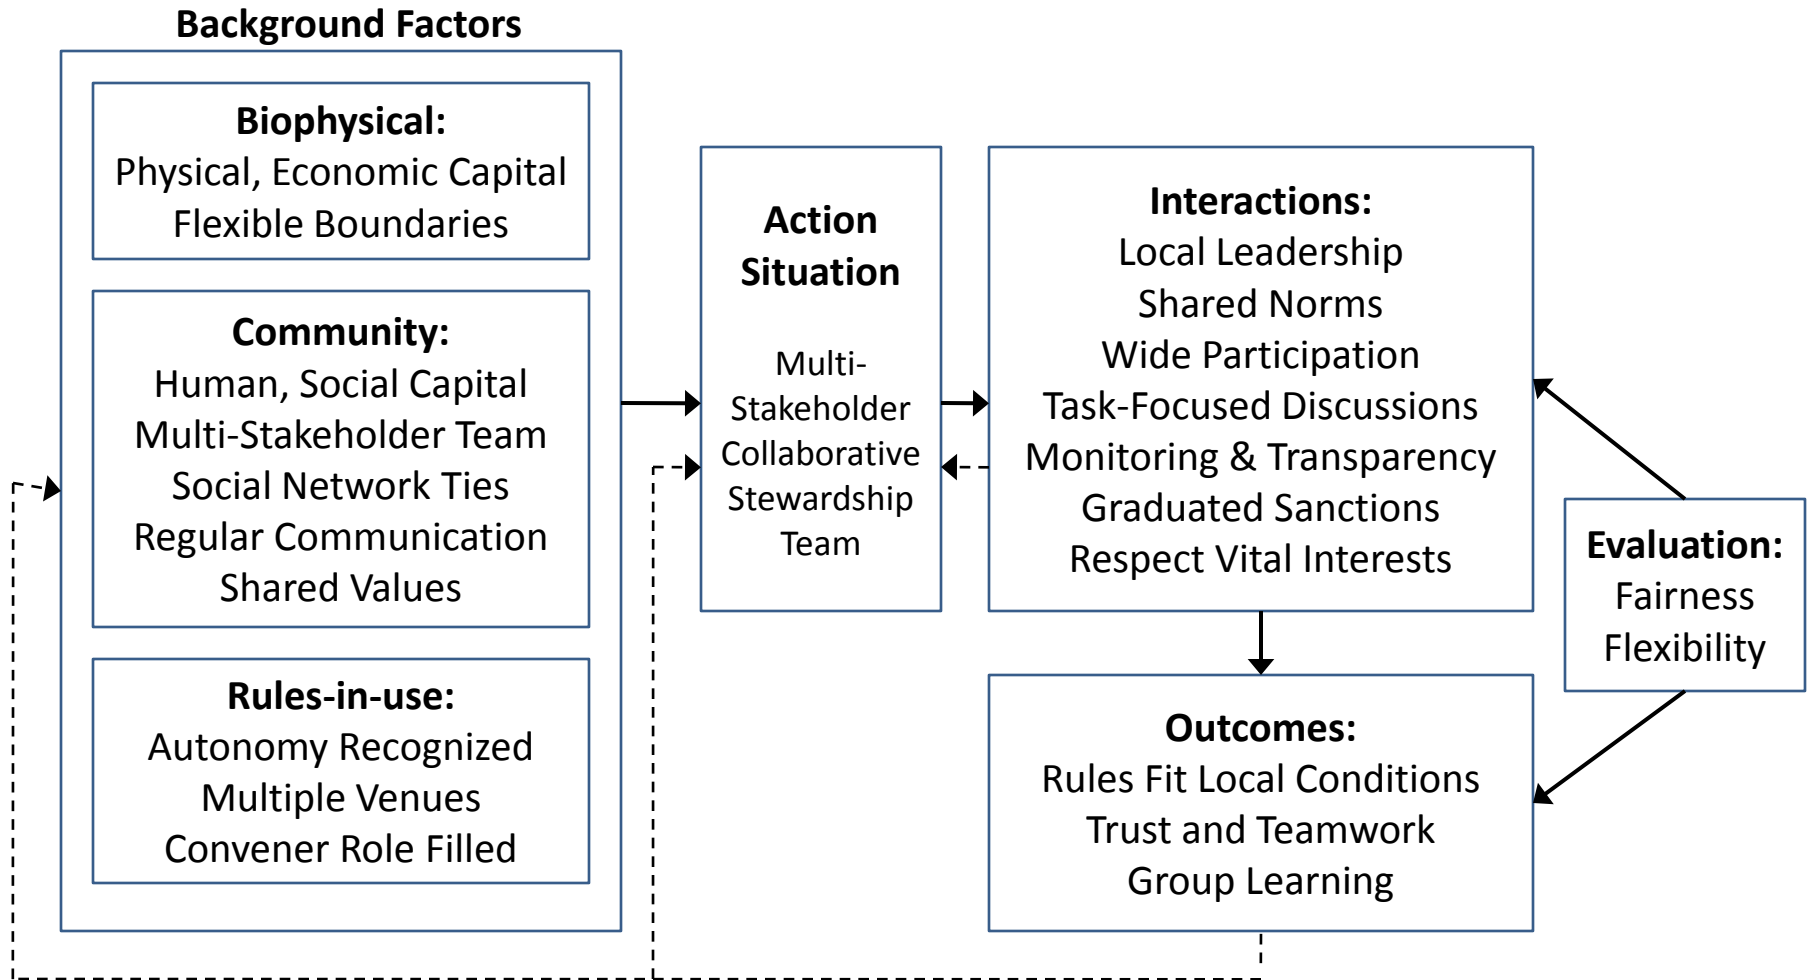 Background Factors
Biophysical:
Physical, Economic Capital
Flexible Boundaries
Community:
Human, Social Capital
Multi-Stakeholder Team
Social Network Ties
Regular Communication
Shared Values
Rules-in-use:
Autonomy Recognized
Multiple Venues
Convener Role Filled
Action
Situation
Multi-
Stakeholder
Collaborative
Stewardship
Team
Interactions:
Local Leadership
Shared Norms
Wide Participation
Task-Focused Discussions
Monitoring & Transparency
Graduated Sanctions
Respect Vital Interests
Outcomes:
Rules Fit Local Conditions
Trust and Teamwork
Group Learning
Evaluation:
Fairness
Flexibility